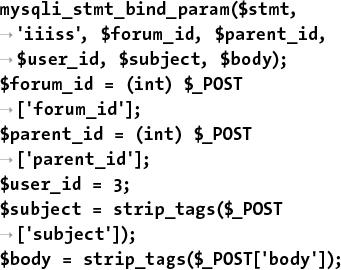 mysqli_stmt_bind_param($stmt,
→ 'iiiss', $forum_id, $parent_id,
→ $user_id, $subject, $body);
$forum_id = (int) $_POST
→ ['forum_id'];
$parent_id = (int) $_POST
→ ['parent_id'];
$user_id = 3;
$subject = strip_tags($_POST
→ ['subject']);
$body = strip_tags($_POST['body']);